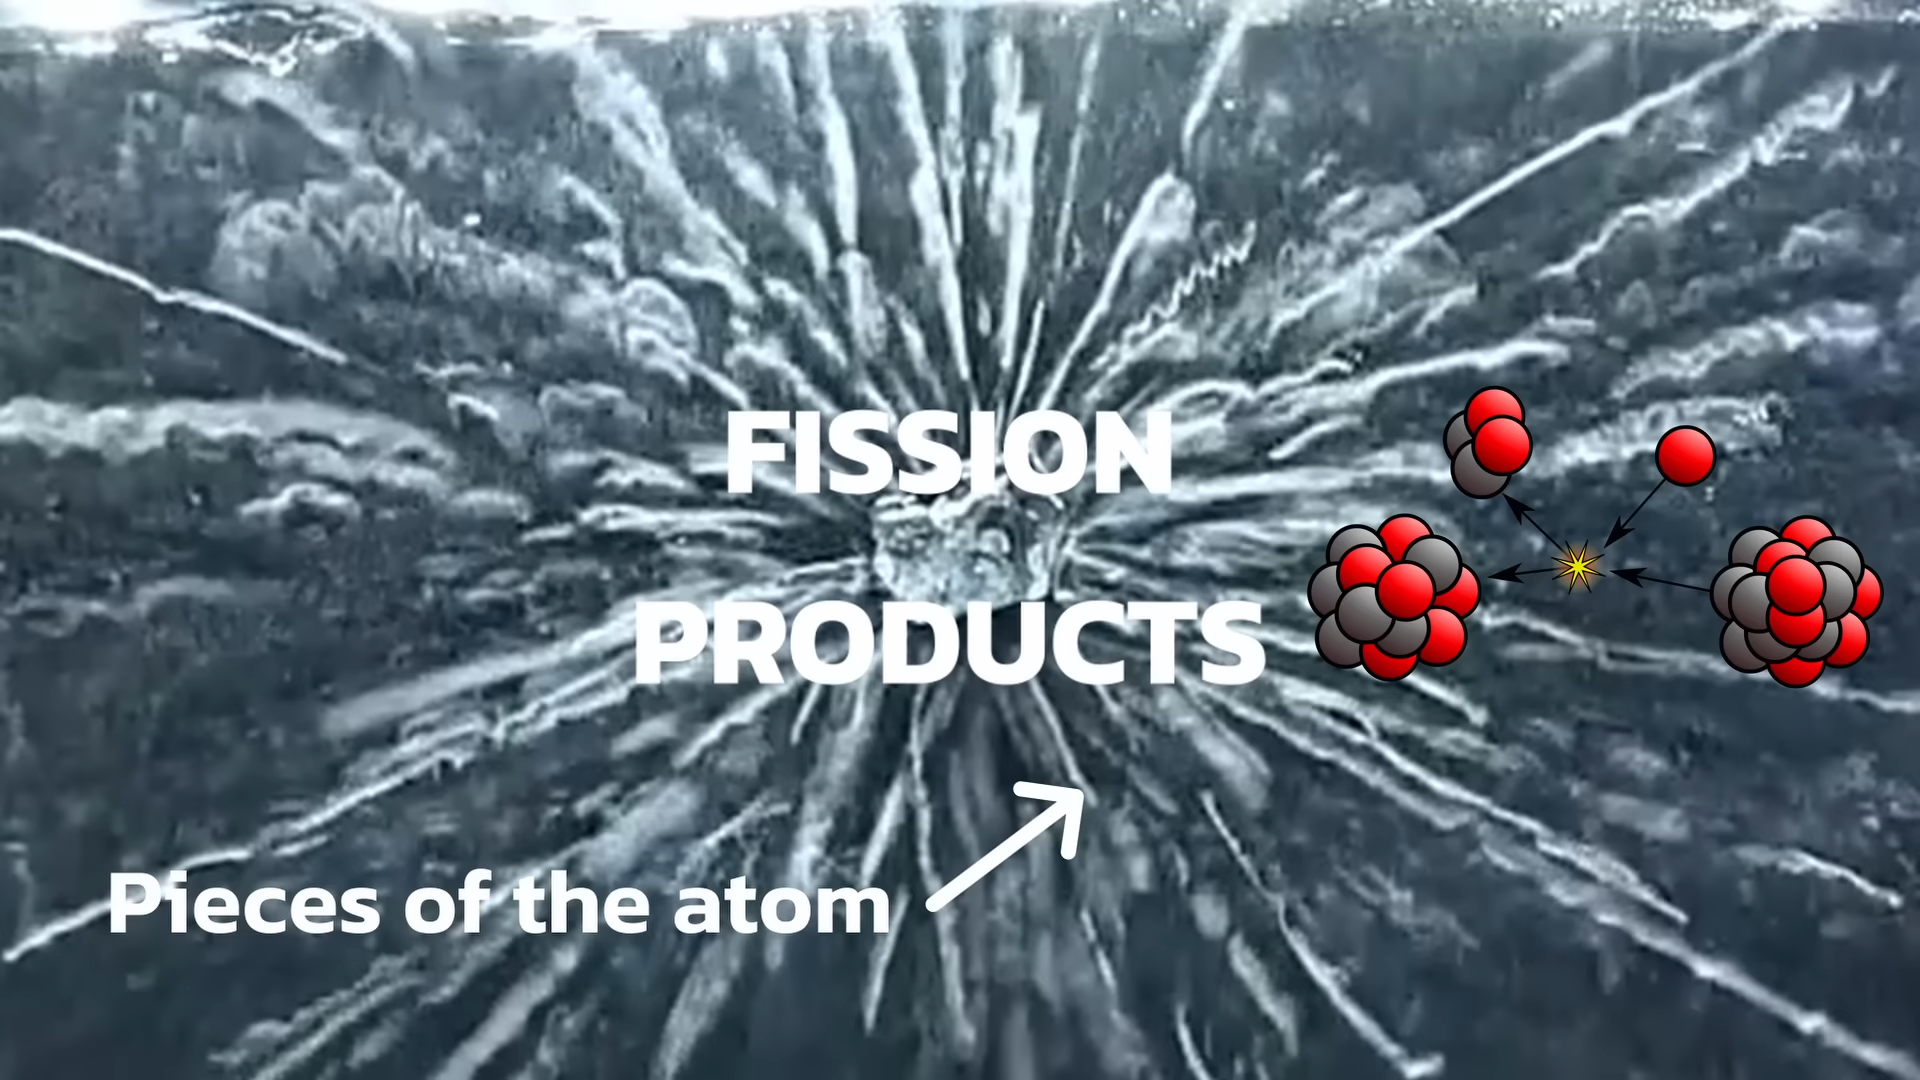 FISSION
PRODUCTS
Pieces of the atom